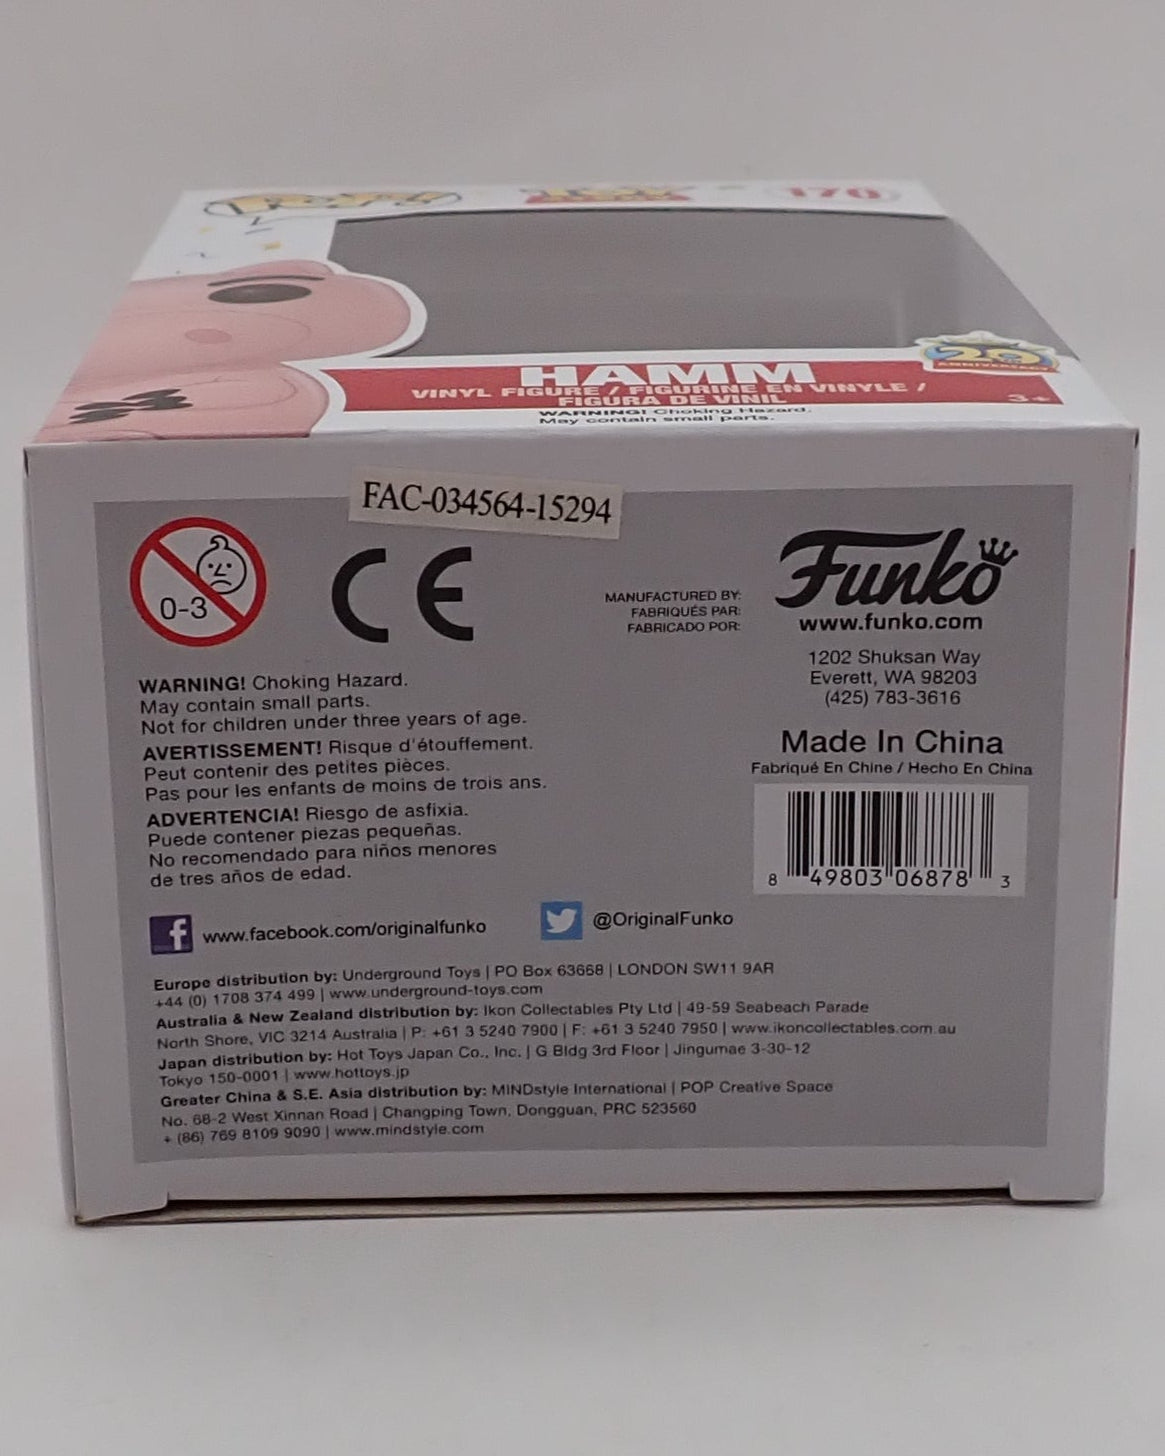 POP!
TOY STORY
170
20
ANNIVERSARY
HAMM
VINYL FIGURE / FIGURINE EN VINYLE /
FIGURA DE VINIL
3+
WARNING! Choking Hazard.
May contain small parts.
FAC-034564-15294
0-3
CE
MANUFACTURED BY:
FABRIQUÉS PAR:
FABRICADO POR:
Funko
www.funko.com
1202 Shuksan Way
Everett, WA 98203
(425) 783-3616
Made In China
Fabriqué En Chine / Hecho En China
8 49803 06878 3
WARNING! Choking Hazard.
May contain small parts.
Not for children under three years of age.
AVERTISSEMENT! Risque d'étouffement.
Peut contenir des petites pièces.
Pas pour les enfants de moins de trois ans.
ADVERTENCIA! Riesgo de asfixia.
Puede contener piezas pequeñas.
No recomendado para niños menores
de tres años de edad.
f www.facebook.com/originalfunko
@OriginalFunko
Europe distribution by: Underground Toys | PO Box 63668 | LONDON SW11 9AR
+44 (0) 1708 374 499 | www.underground-toys.com
Australia & New Zealand distribution by: Ikon Collectables Pty Ltd | 49-59 Seabeach Parade
North Shore, VIC 3214 Australia | P: +61 3 5240 7900 | F: +61 3 5240 7950 | www.ikoncollectables.com.au
Japan distribution by: Hot Toys Japan Co., Inc. | G Bldg 3rd Floor | Jingumae 3-30-12
Tokyo 150-0001 | www.hottoys.jp
Greater China & S.E. Asia distribution by: MINDstyle International | POP Creative Space
No. 68-2 West Xinnan Road | Changping Town, Dongguan, PRC 523560
+ (86) 769 8109 9090 | www.mindstyle.com